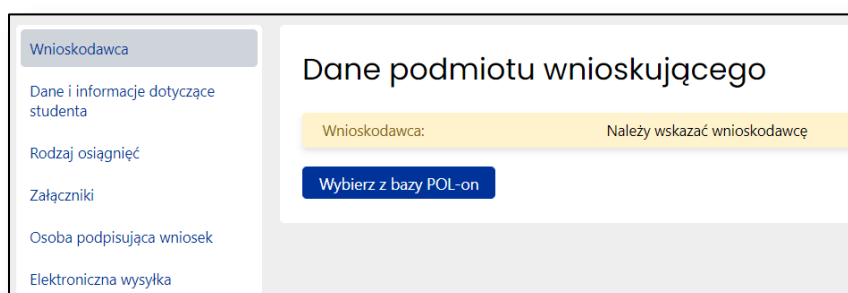 Wnioskodawca
Dane i informacje dotyczące
studenta
Rodzaj osiągnięć
Załączniki
Osoba podpisująca wniosek
Elektroniczna wysyłka
Dane podmiotu wnioskującego
Wnioskodawca: Należy wskazać wnioskodawcę
Wybierz z bazy POL-on